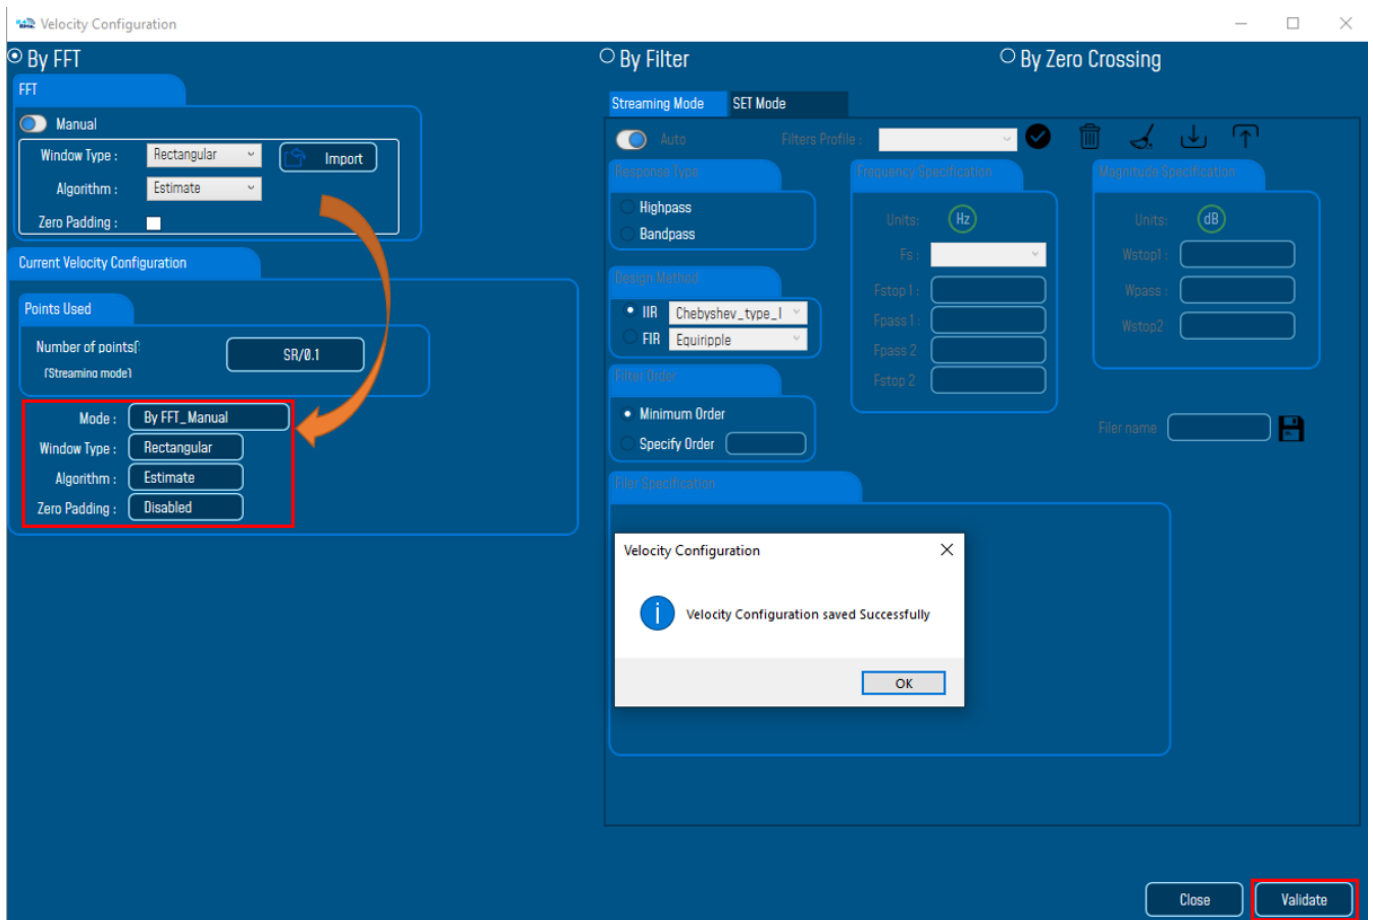 Velocity Configuration
By FFT
By Filter
By Zero Crossing
FFT
Manual
Window Type :
Rectangular
Import
Algorithm :
Estimate
Zero Padding :
Current Velocity Configuration
Points Used
Number of points[:
SR/0.1
(Streaming mode)
Mode :
By FFT_Manual
Window Type :
Rectangular
Algorithm :
Estimate
Zero Padding :
Disabled
Streaming Mode
SET Mode
Auto
Filters Profile :
Response Type
Highpass
Bandpass
Design Method
IIR
Chebyshev_type_I
FIR
Equiripple
Filter Order
Minimum Order
Specify Order
Frequency Specification
Units:
Hz
Fs :
Fstop 1 :
Fpass 1 :
Fpass 2
Fstop 2
Magnitude Specification
Units:
dB
Wstop1 :
Wpass :
Wstop2
Filer name
Filer Specification
Velocity Configuration
Velocity Configuration saved Successfully
OK
Close
Validate